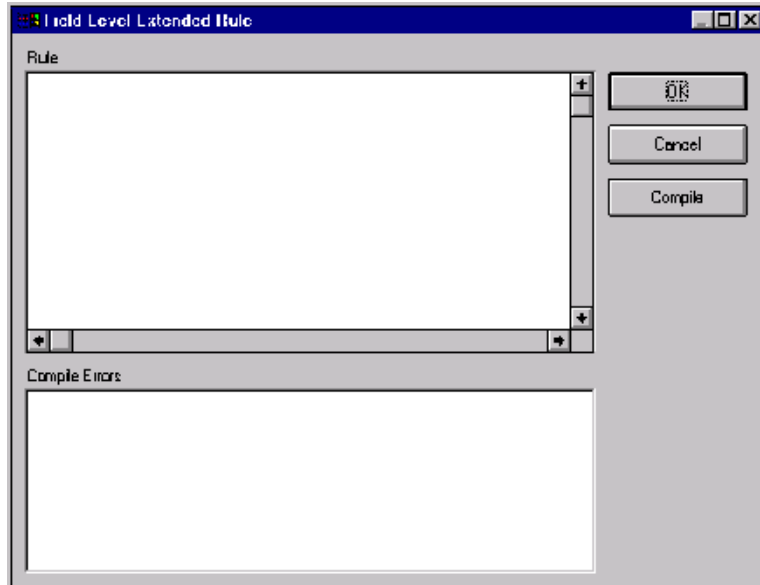 Field Level Extended Rule
Rule
OK
Cancel
Compile
Compile Errors